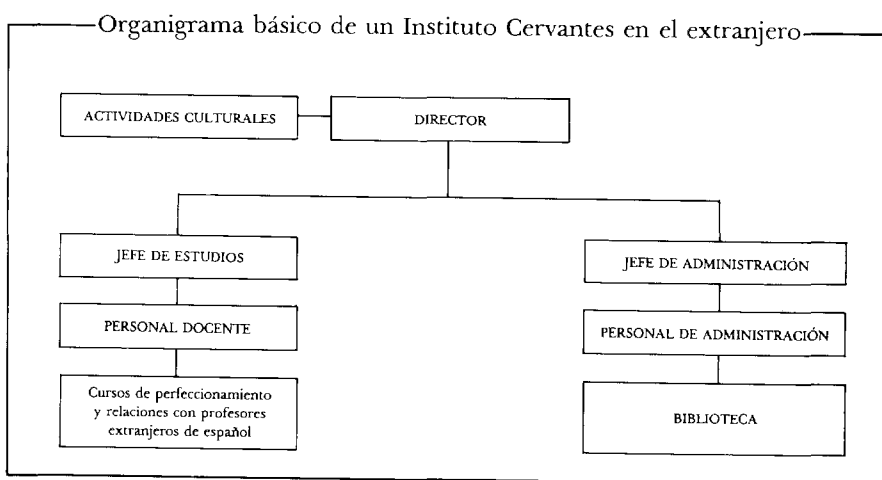 Organigrama básico de un Instituto Cervantes en el extranjero
ACTIVIDADES CULTURALES
DIRECTOR
JEFE DE ESTUDIOS
JEFE DE ADMINISTRACIÓN
PERSONAL DOCENTE
PERSONAL DE ADMINISTRACIÓN
Cursos de perfeccionamiento
y relaciones con profesores
extranjeros de español
BIBLIOTECA